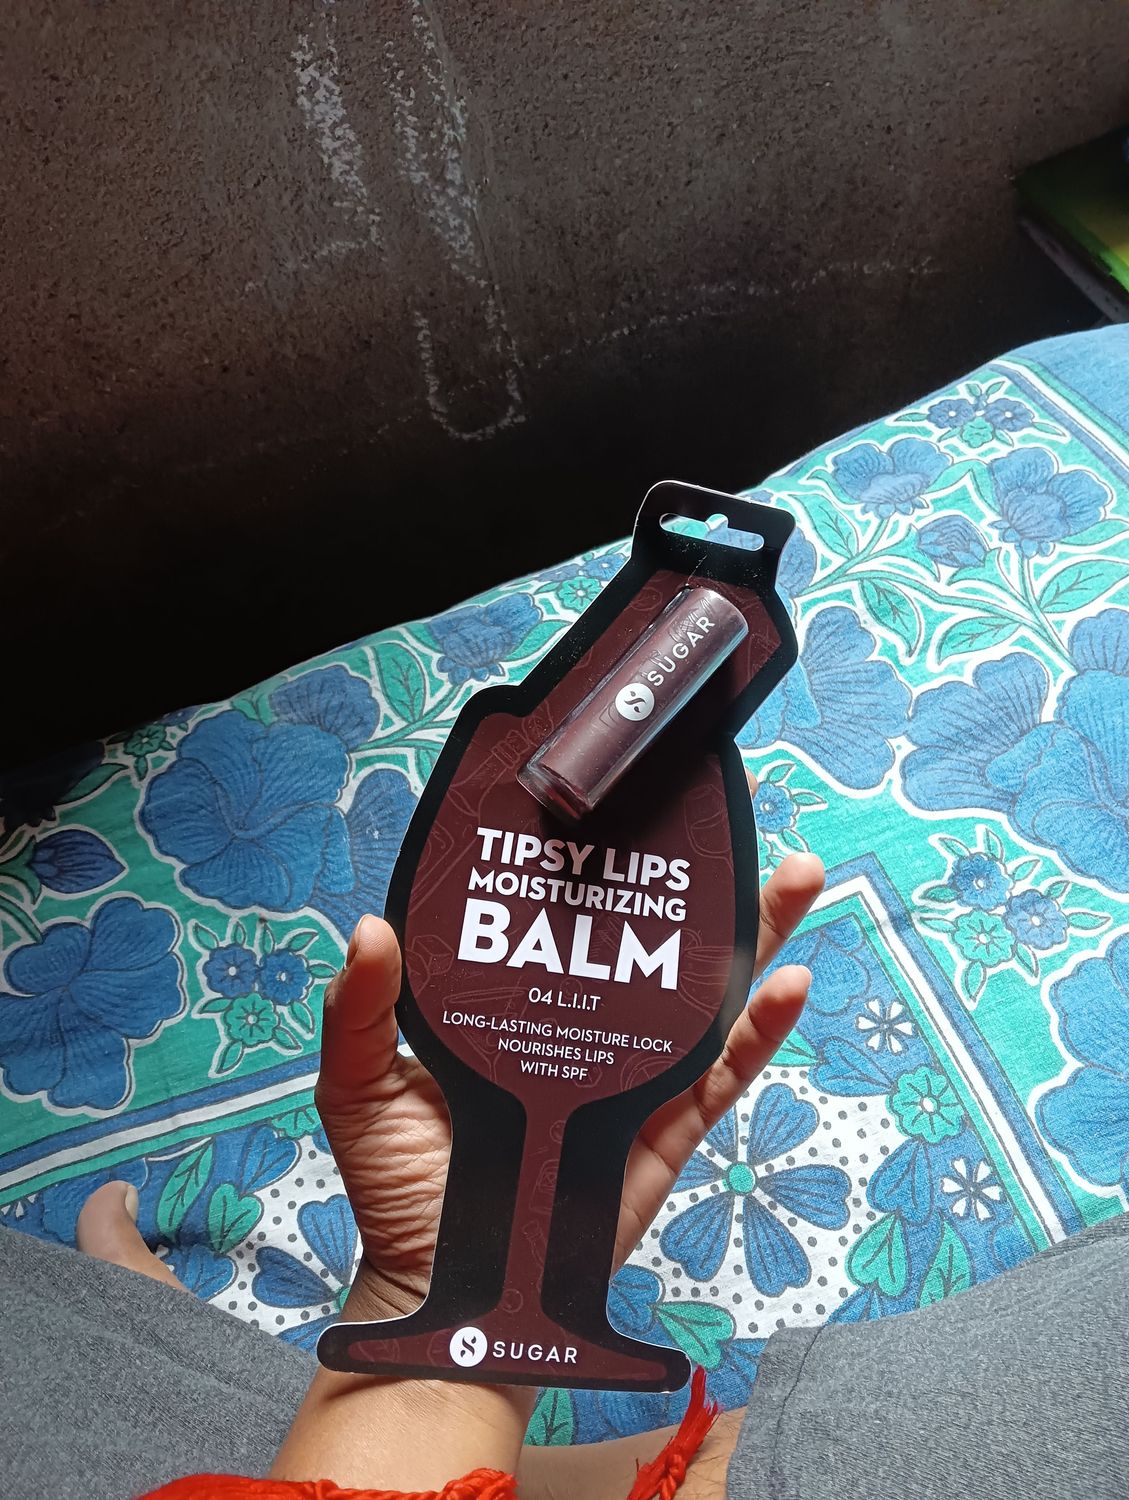 SUGAR
TIPSY LIPS
MOISTURIZING
BALM
04 L.I.I.T
LONG-LASTING MOISTURE LOCK
NOURISHES LIPS
WITH SPF
SUGAR